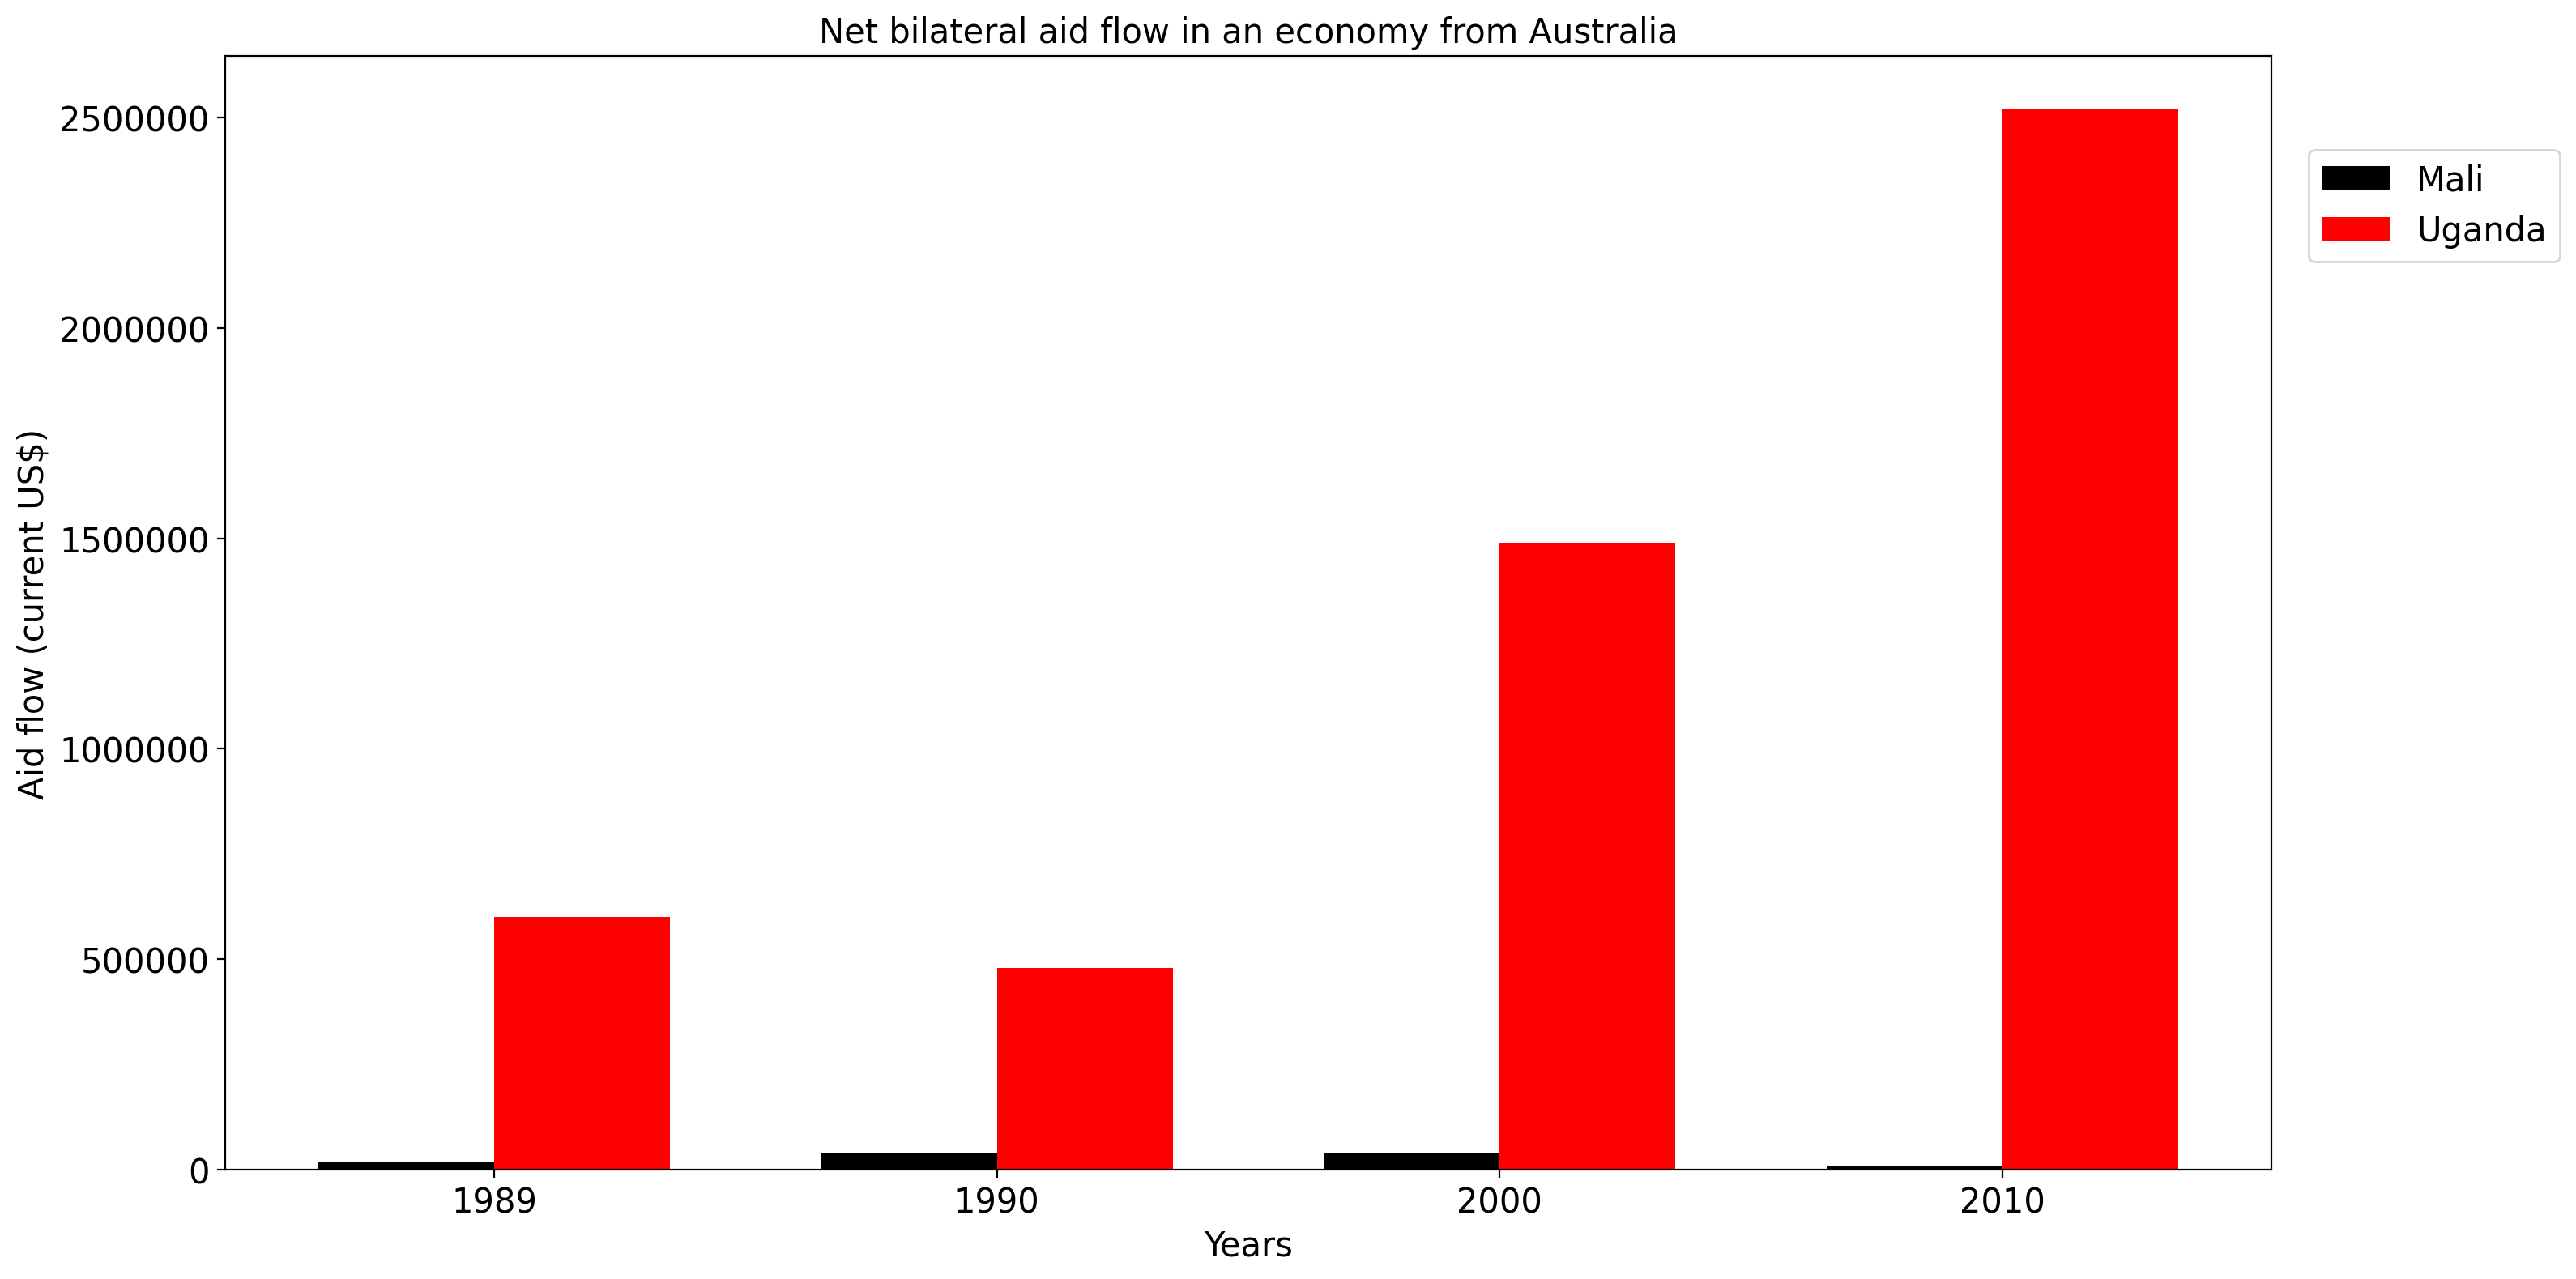 Net bilateral aid flow in an economy from Australia
2500000
2000000
1500000
1000000
500000
0
Aid flow (current US$)
Mali
Uganda
1989
1990
2000
2010
Years